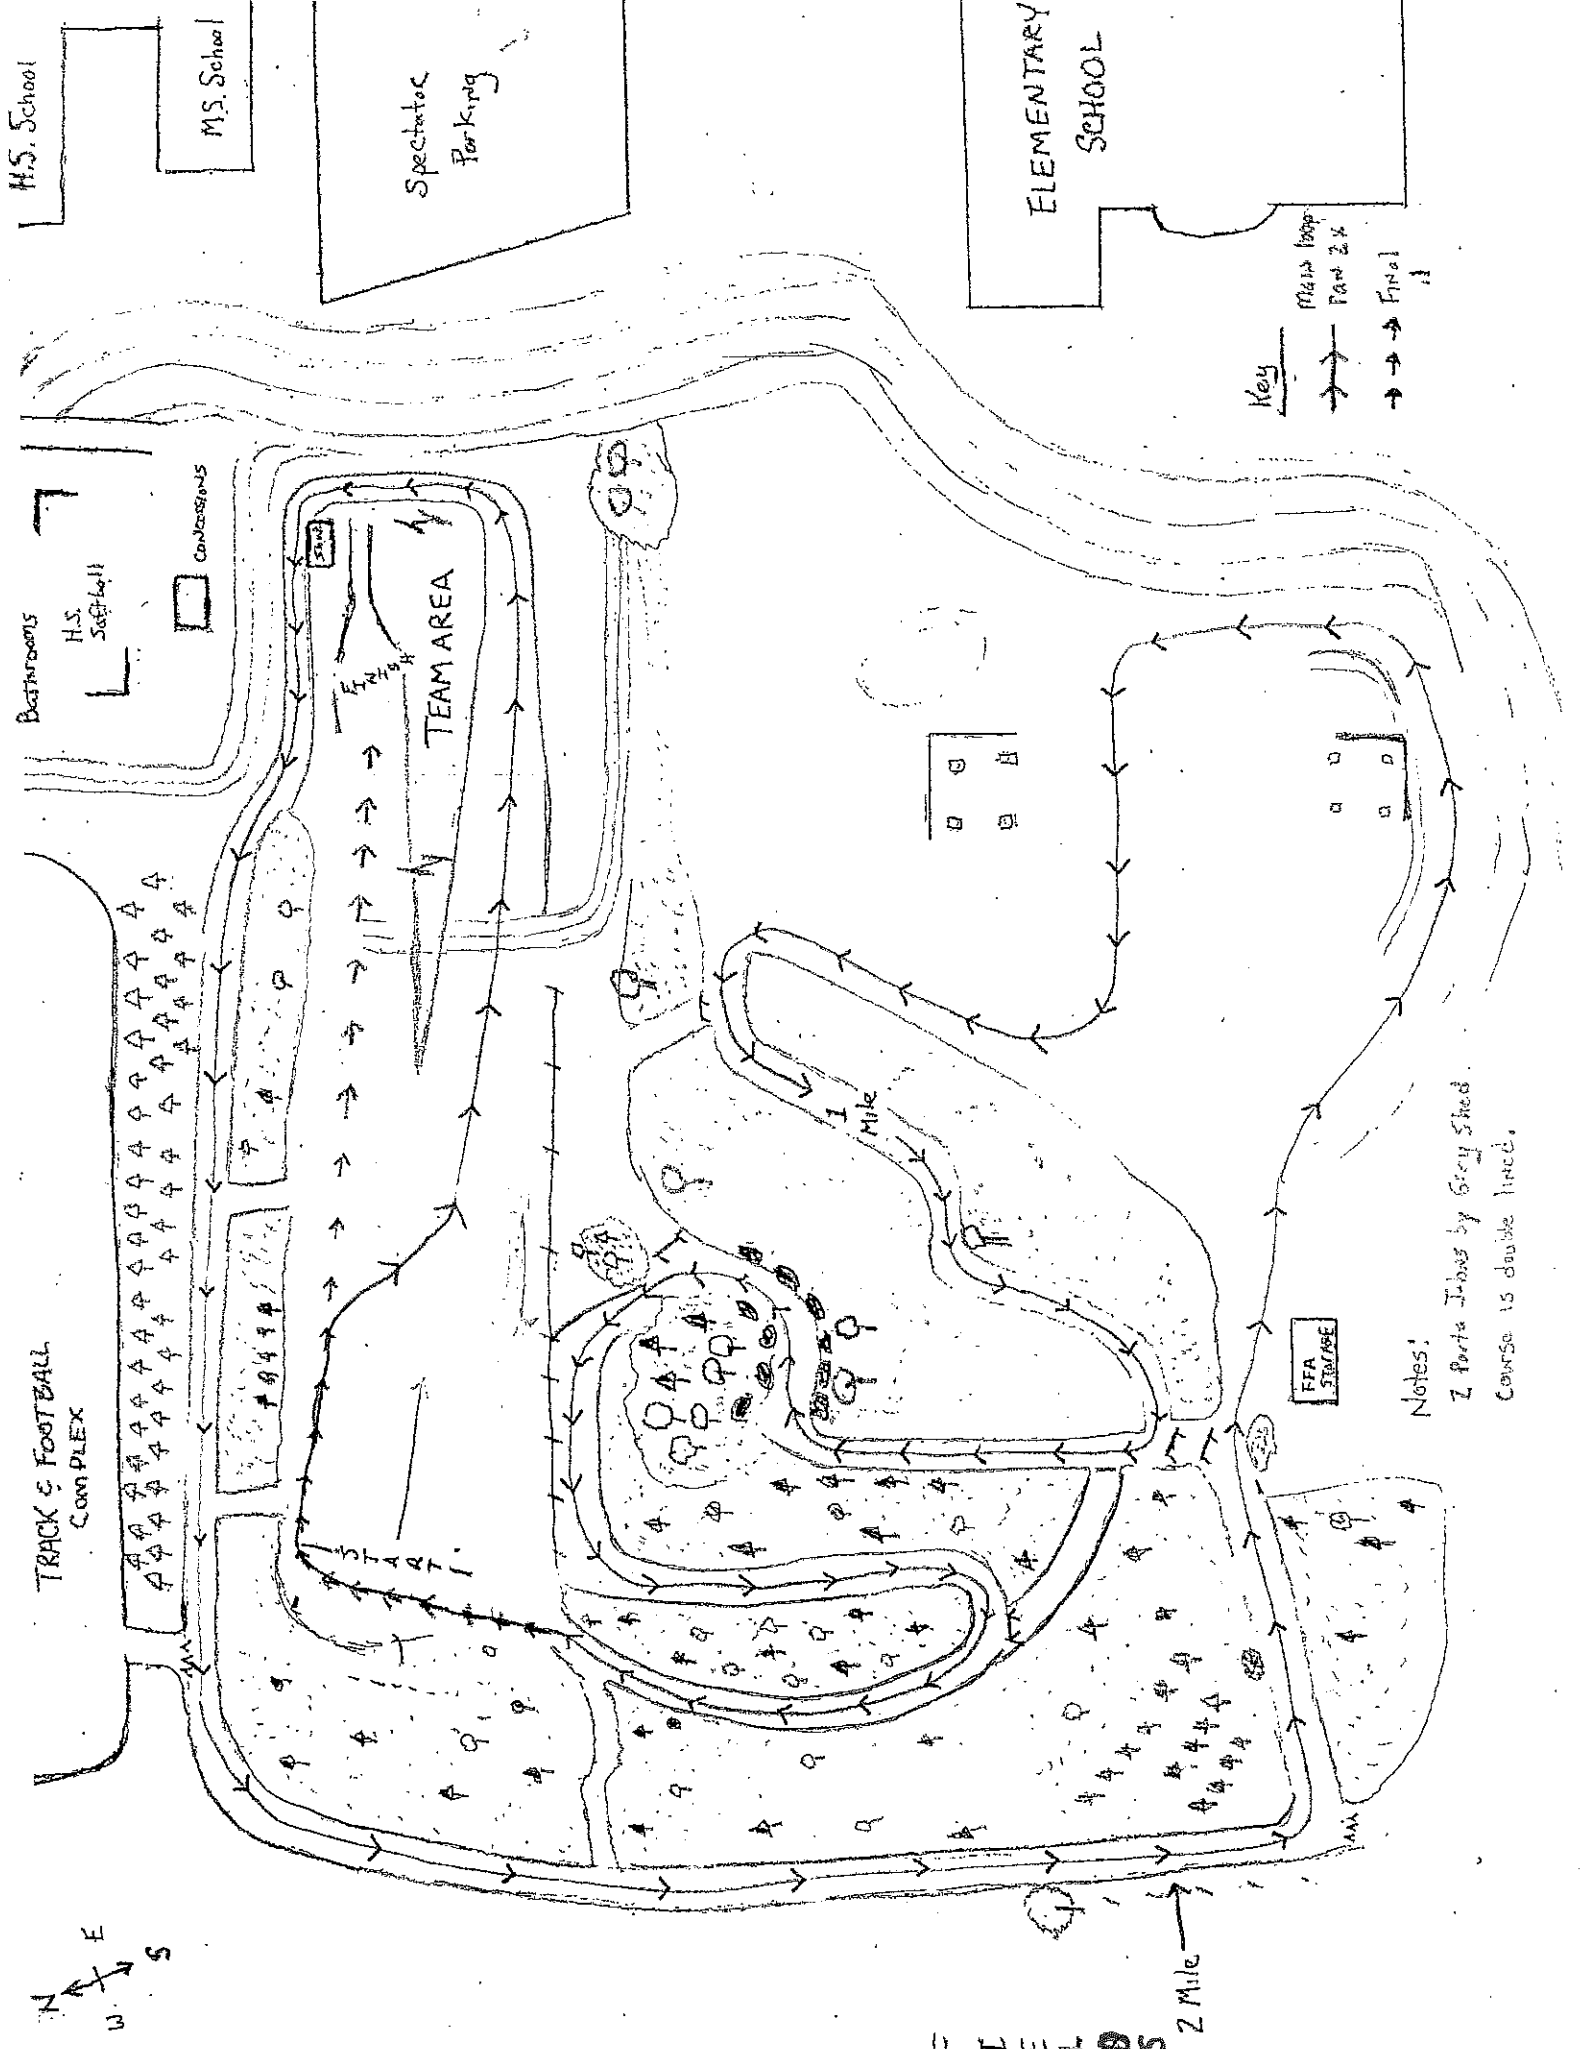 H.S. School
M.S. School
Spectator
Parking
ELEMENTARY
SCHOOL
Bathrooms
H.S.
Softball
CONCESSIONS
TEAM AREA
FINISH
Key
Main loop
Ran 2x
Final
TRACK & FOOTBALL
COMPLEX
START
1
Mile
FFA
STORAGE
Notes:
2 Porta Johns by Grey Shed.
Course is double lined.
N
E
S
W
2 Mile